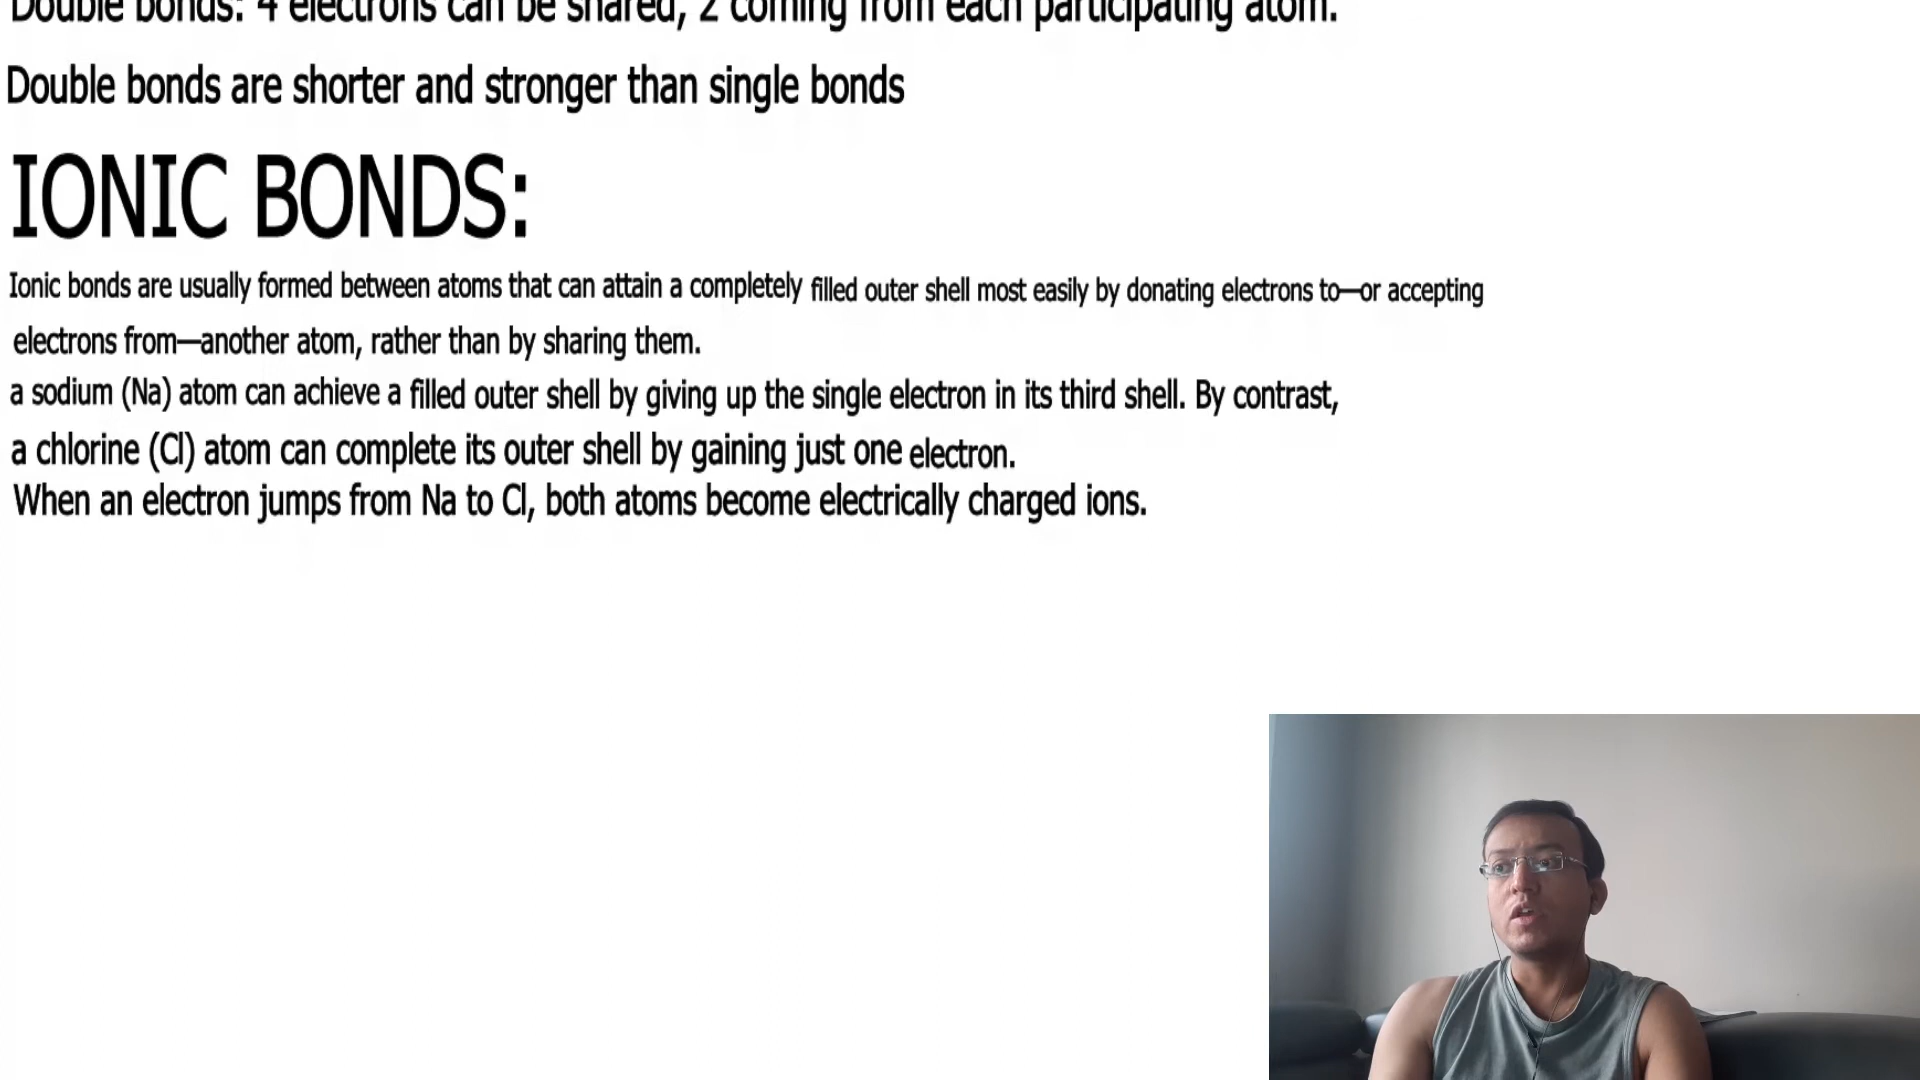 Double bonds: 4 electrons can be shared, 2 coming from each participating atom.
Double bonds are shorter and stronger than single bonds
IONIC BONDS:
Ionic bonds are usually formed between atoms that can attain a completely filled outer shell most easily by donating electrons to—or accepting
electrons from—another atom, rather than by sharing them.
a sodium (Na) atom can achieve a filled outer shell by giving up the single electron in its third shell. By contrast,
a chlorine (Cl) atom can complete its outer shell by gaining just one electron.
When an electron jumps from Na to Cl, both atoms become electrically charged ions.